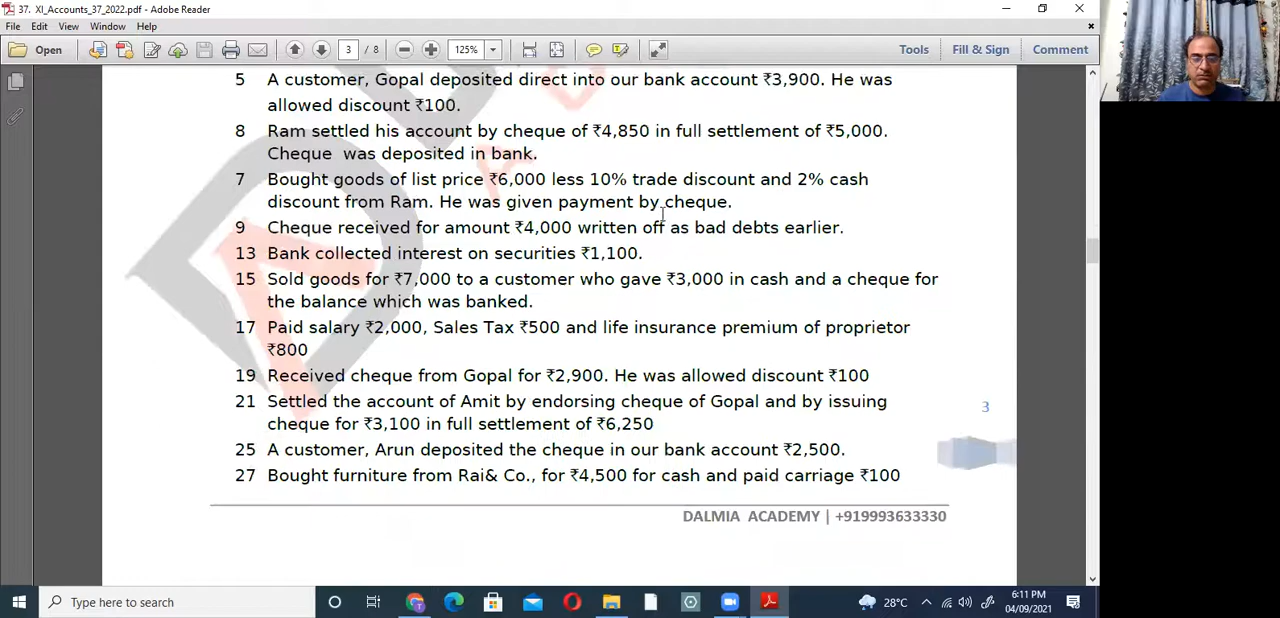 37. XI_Accounts_37_2022.pdf - Adobe Reader
File Edit View Window Help
Open 3 / 8 125% Tools Fill & Sign Comment
5 A customer, Gopal deposited direct into our bank account ₹3,900. He was
allowed discount ₹100.
8 Ram settled his account by cheque of ₹4,850 in full settlement of ₹5,000.
Cheque was deposited in bank.
7 Bought goods of list price ₹6,000 less 10% trade discount and 2% cash
discount from Ram. He was given payment by cheque.
9 Cheque received for amount ₹4,000 written off as bad debts earlier.
13 Bank collected interest on securities ₹1,100.
15 Sold goods for ₹7,000 to a customer who gave ₹3,000 in cash and a cheque for
the balance which was banked.
17 Paid salary ₹2,000, Sales Tax ₹500 and life insurance premium of proprietor
₹800
19 Received cheque from Gopal for ₹2,900. He was allowed discount ₹100
21 Settled the account of Amit by endorsing cheque of Gopal and by issuing
cheque for ₹3,100 in full settlement of ₹6,250
3
25 A customer, Arun deposited the cheque in our bank account ₹2,500.
27 Bought furniture from Rai& Co., for ₹4,500 for cash and paid carriage ₹100
DALMIA ACADEMY | +919993633330
Type here to search
28°C
6:11 PM
04/09/2021